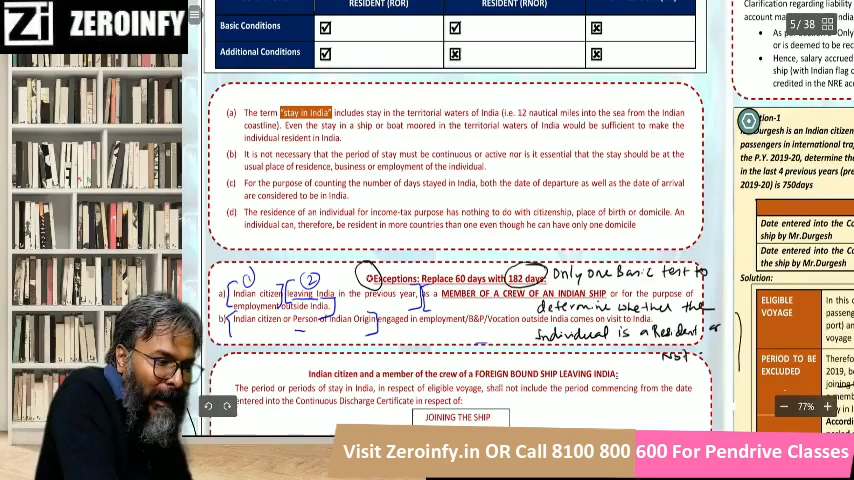 Zi ZEROINFY
RESIDENT (ROR) RESIDENT (RNOR)
Basic Conditions
Additional Conditions
(a) The term "stay in India" includes stay in the territorial waters of India (i.e. 12 nautical miles into the sea from the Indian
coastline). Even the stay in a ship or boat moored in the territorial waters of India would be sufficient to make the
individual resident in India.
(b) It is not necessary that the period of stay must be continuous or active nor is it essential that the stay should be at the
usual place of residence, business or employment of the individual.
(c) For the purpose of counting the number of days stayed in India, both the date of departure as well as the date of arrival
are considered to be in India.
(d) The residence of an individual for income-tax purpose has nothing to do with citizenship, place of birth or domicile. An
individual can, therefore, be resident in more countries than one even though he can have only one domicile
1 2
Exceptions: Replace 60 days with 182 days. Only one Basic test to
a) Indian citizen leaving India in the previous year, as a MEMBER OF A CREW OF AN INDIAN SHIP or for the purpose of
employment outside India. determine whether the
b) Indian citizen or Person of Indian Origin engaged in employment/B&P/Vocation outside India comes on visit to India.
Individual is a Resident or
Not
Indian citizen and a member of the crew of a FOREIGN BOUND SHIP LEAVING INDIA:
The period or periods of stay in India, in respect of eligible voyage, shall not include the period commencing from the date
entered into the Continuous Discharge Certificate in respect of:
JOINING THE SHIP
Clarification regarding liability
account
5 / 38
or is deemed to be
Hence, salary accrued
ship (with Indian flag
credited in the NRE
is an Indian citizen
passengers in international
the P.Y. 2019-20, determine
in the last 4 previous years
2019-20) is 750days
Date entered into the
ship by Mr.Durgesh
Date entered into the
the ship by Mr.Durgesh
Solution:
ELIGIBLE
VOYAGE
In this
passenger
port) an
voyage
PERIOD TO BE
EXCLUDED
2019,
joining
77%
Visit Zeroinfy.in OR Call 8100 800 600 For Pendrive Classes